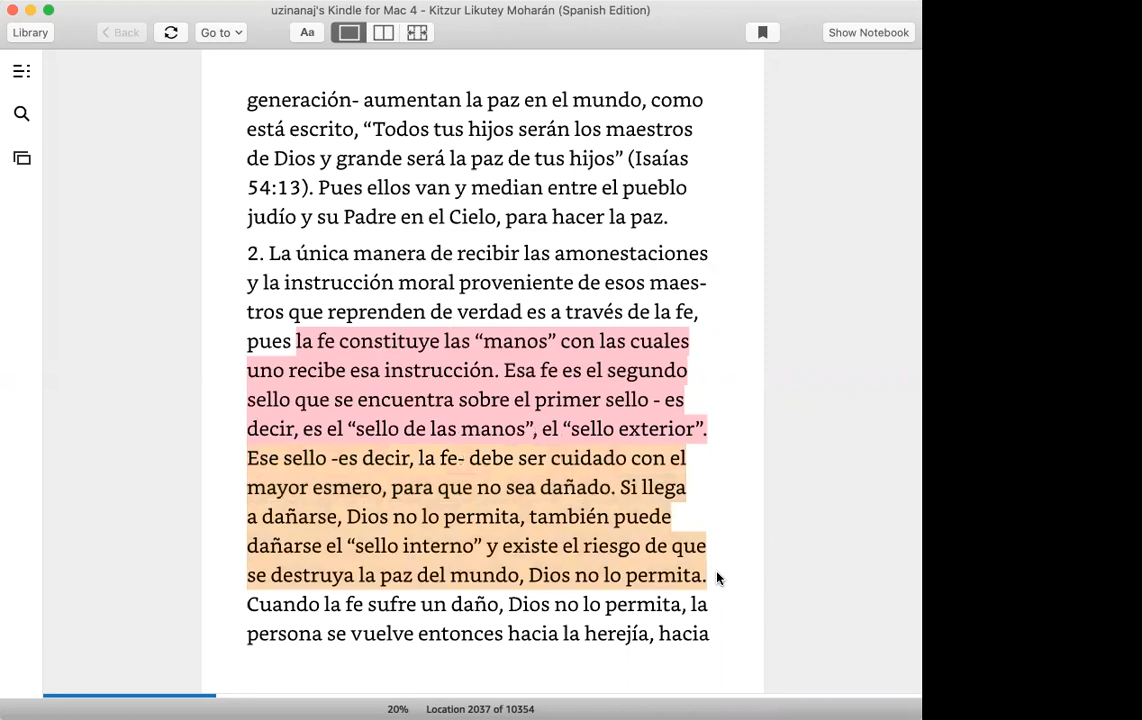 uzinanaj's Kindle for Mac 4 - Kitzur Likutey Moharán (Spanish Edition)
Library
Back
Go to
Aa
Show Notebook
generación- aumentan la paz en el mundo, como
está escrito, “Todos tus hijos serán los maestros
de Dios y grande será la paz de tus hijos” (Isaías
54:13). Pues ellos van y median entre el pueblo
judío y su Padre en el Cielo, para hacer la paz.
2. La única manera de recibir las amonestaciones
y la instrucción moral proveniente de esos maes-
tros que reprenden de verdad es a través de la fe,
pues la fe constituye las “manos” con las cuales
uno recibe esa instrucción. Esa fe es el segundo
sello que se encuentra sobre el primer sello - es
decir, es el “sello de las manos”, el “sello exterior”.
Ese sello -es decir, la fe- debe ser cuidado con el
mayor esmero, para que no sea dañado. Si llega
a dañarse, Dios no lo permita, también puede
dañarse el “sello interno” y existe el riesgo de que
se destruya la paz del mundo, Dios no lo permita.
Cuando la fe sufre un daño, Dios no lo permita, la
persona se vuelve entonces hacia la herejía, hacia
20% Location 2037 of 10354